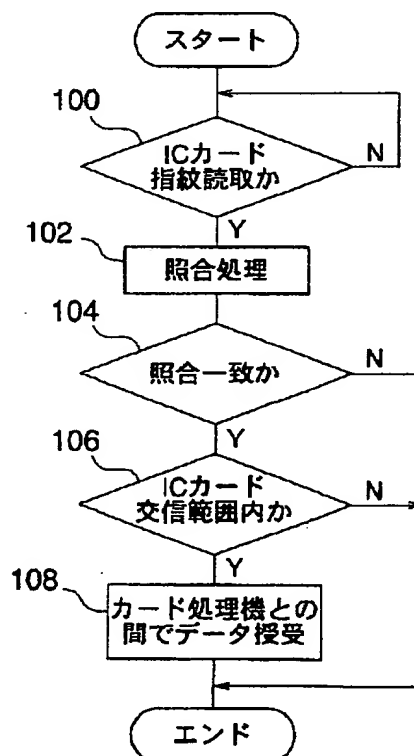 スタート
100
ICカード
指紋読取か
N
Y
102
照合処理
104
照合一致か
N
Y
106
ICカード
交信範囲内か
N
Y
108
カード処理機との
間でデータ授受
エンド